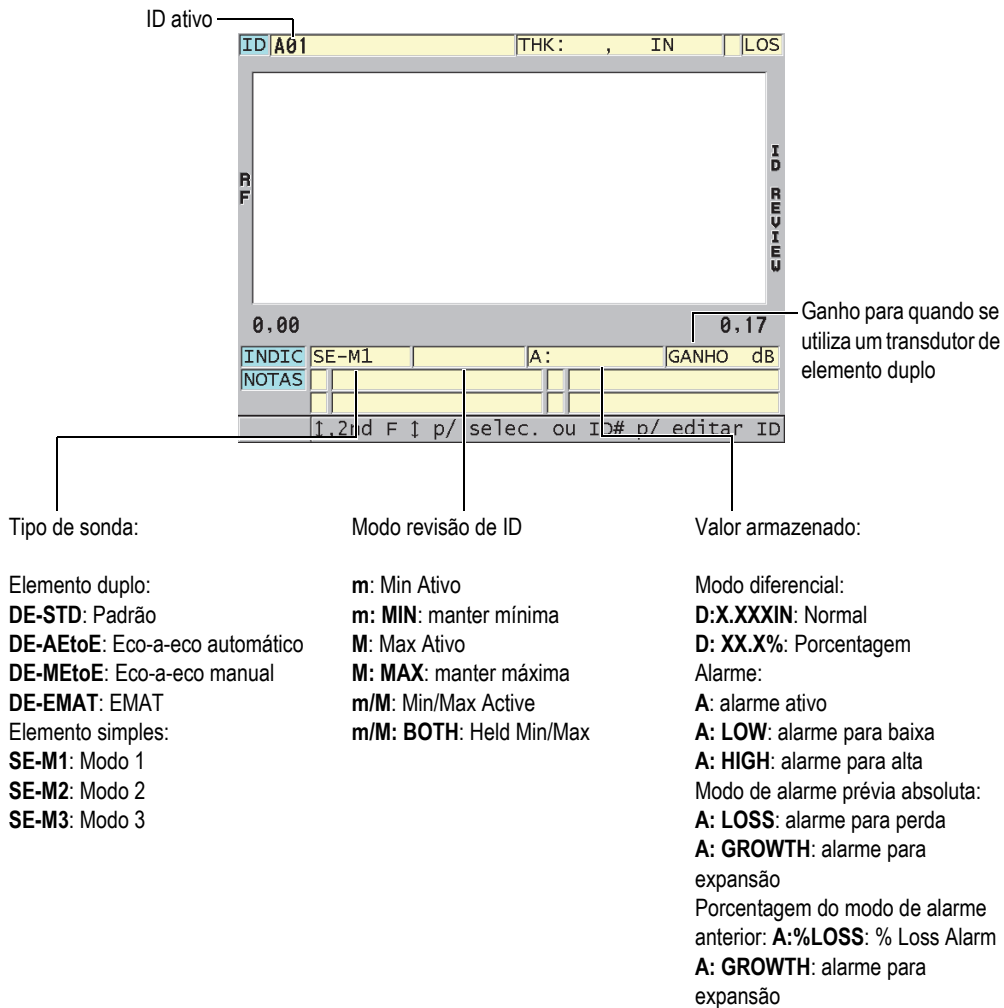 ID ativo
ID A01 THK: , IN LOS
RF
ID REVIEW
0,00 0,17
INDIC SE-M1 A: GANHO dB
NOTAS
↕,2nd F ↕ p/ selec. ou ID# p/ editar ID
Ganho para quando se
utiliza um transdutor de
elemento duplo
Tipo de sonda:
Elemento duplo:
DE-STD: Padrão
DE-AEtoE: Eco-a-eco automático
DE-MEtoE: Eco-a-eco manual
DE-EMAT: EMAT
Elemento simples:
SE-M1: Modo 1
SE-M2: Modo 2
SE-M3: Modo 3
Modo revisão de ID
m: Min Ativo
m: MIN: manter mínima
M: Max Ativo
M: MAX: manter máxima
m/M: Min/Max Active
m/M: BOTH: Held Min/Max
Valor armazenado:
Modo diferencial:
D:X.XXXIN: Normal
D: XX.X%: Porcentagem
Alarme:
A: alarme ativo
A: LOW: alarme para baixa
A: HIGH: alarme para alta
Modo de alarme prévia absoluta:
A: LOSS: alarme para perda
A: GROWTH: alarme para
expansão
Porcentagem do modo de alarme
anterior: A:%LOSS: % Loss Alarm
A: GROWTH: alarme para
expansão